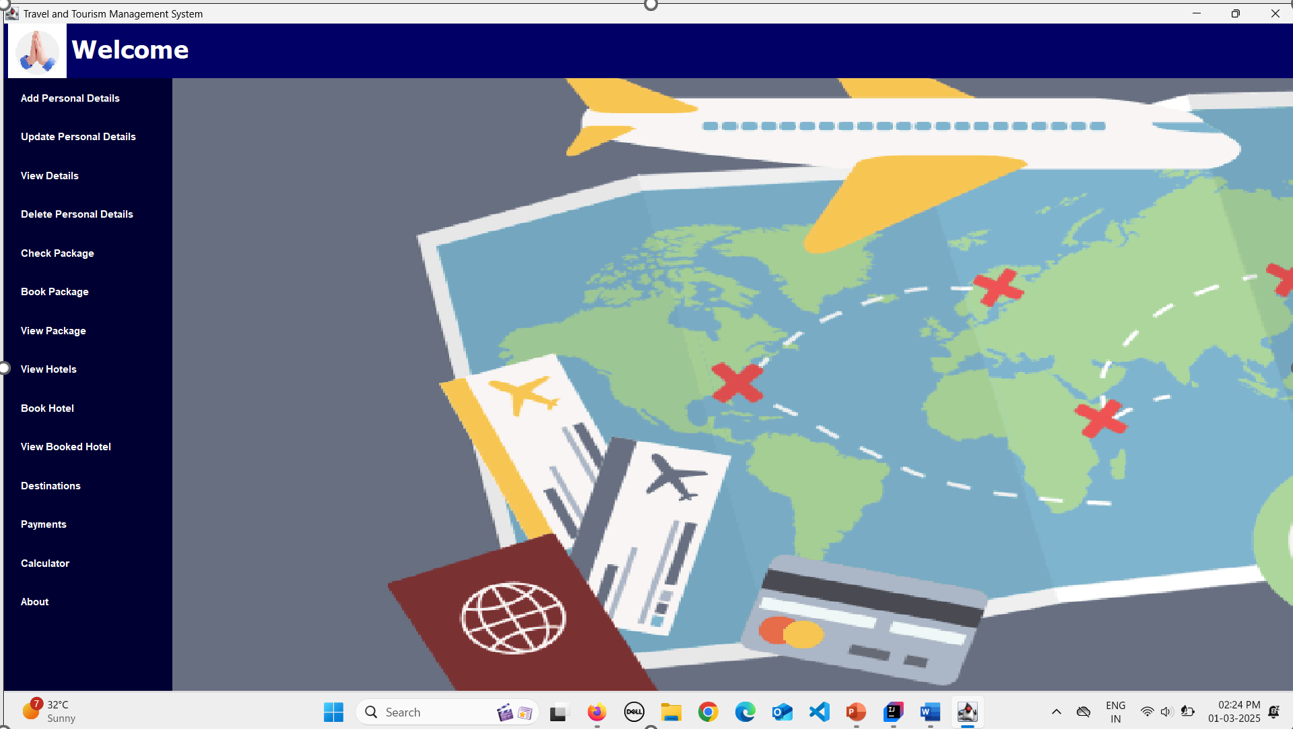 Travel and Tourism Management System
Welcome
Add Personal Details
Update Personal Details
View Details
Delete Personal Details
Check Package
Book Package
View Package
View Hotels
Book Hotel
View Booked Hotel
Destinations
Payments
Calculator
About
7
32°C
Sunny
Search
DELL
ENG
IN
02:24 PM
01-03-2025